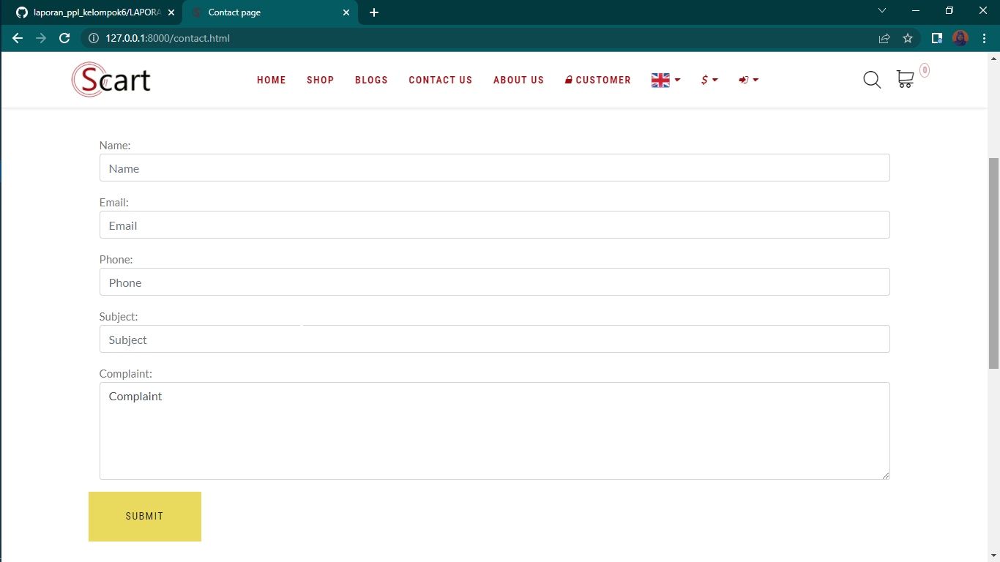 laporan_ppl_kelompok6/LAPORA
Contact page
127.0.0.1:8000/contact.html
Scart
HOME SHOP BLOGS CONTACT US ABOUT US CUSTOMER $ 0
Name:
Name
Email:
Email
Phone:
Phone
Subject:
Subject
Complaint:
Complaint
SUBMIT